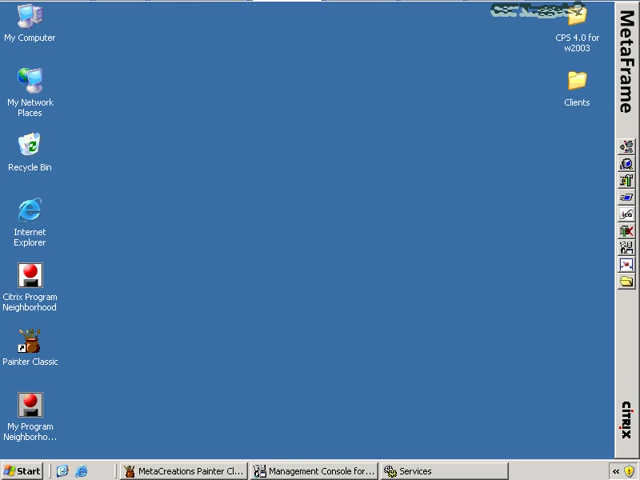 My Computer
CPS 4.0 for
w2003
My Network
Places
Clients
Recycle Bin
Internet
Explorer
Citrix Program
Neighborhood
Painter Classic
My Program
Neighborho...
MetaFrame
CITRIX
Start
MetaCreations Painter Cl...
Management Console for...
Services